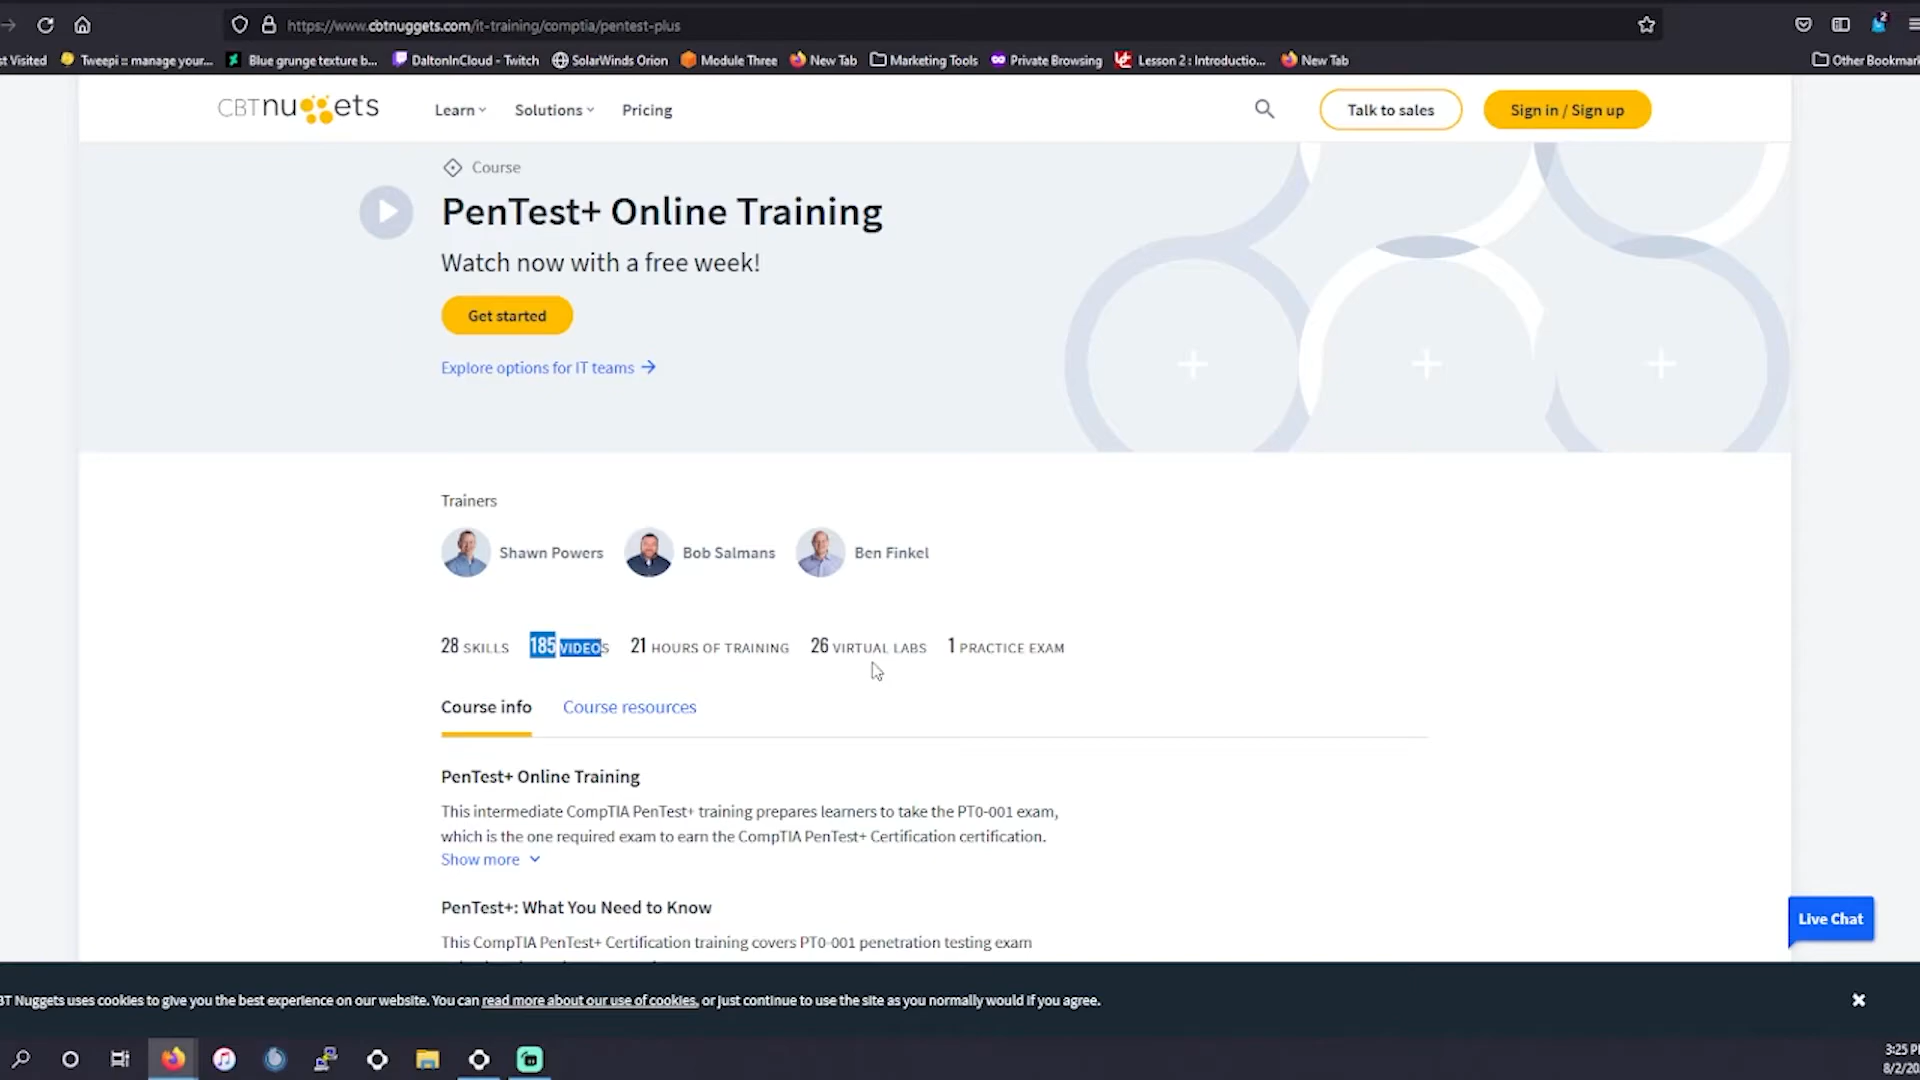 https://www.cbtnuggets.com/it-training/comptia/pentest-plus
2
st Visited Tweepi :: manage your... Blue grunge texture b... DaltonInCloud - Twitch SolarWinds Orion Module Three New Tab Marketing Tools Private Browsing Lesson 2 : Introductio... New Tab Other Bookmar
CBTnuggets Learn Solutions Pricing Talk to sales Sign in / Sign up
Course
PenTest+ Online Training
Watch now with a free week!
Get started
Explore options for IT teams
Trainers
Shawn Powers Bob Salmans Ben Finkel
28 SKILLS 185 VIDEOS 21 HOURS OF TRAINING 26 VIRTUAL LABS 1 PRACTICE EXAM
Course info Course resources
PenTest+ Online Training
This intermediate CompTIA PenTest+ training prepares learners to take the PT0-001 exam,
which is the one required exam to earn the CompTIA PenTest+ Certification certification.
Show more
PenTest+: What You Need to Know
Live Chat
This CompTIA PenTest+ Certification training covers PT0-001 penetration testing exam
BT Nuggets uses cookies to give you the best experience on our website. You can read more about our use of cookies, or just continue to use the site as you normally would if you agree.
3:25 P
8/2/20